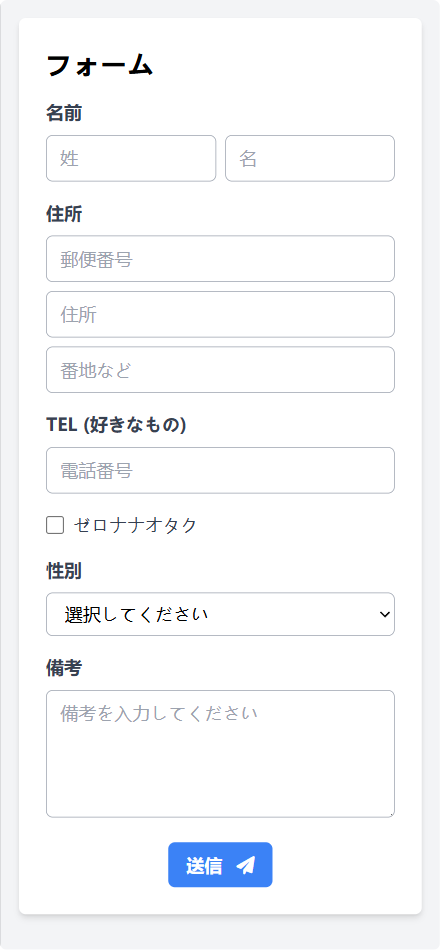 フォーム
名前
姓 名
住所
郵便番号
住所
番地など
TEL (好きなもの)
電話番号
ゼロナナオタク
性別
選択してください
備考
備考を入力してください
送信